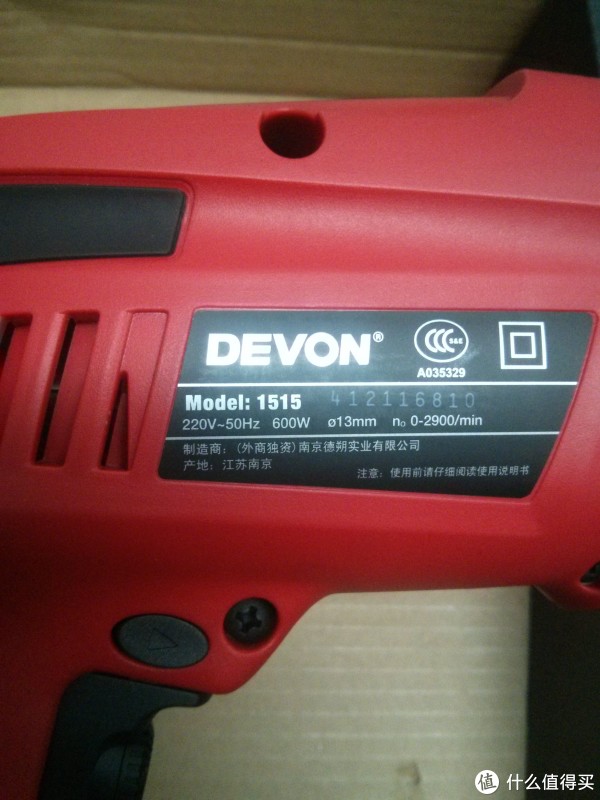 DEVON®
CCC S&E
A035329
Model: 1515 412116810
220V~50Hz 600W ø13mm n₀ 0-2900/min
制造商：(外商独资)南京德朔实业有限公司
产地：江苏南京
注意：使用前请仔细阅读使用说明书
值 什么值得买